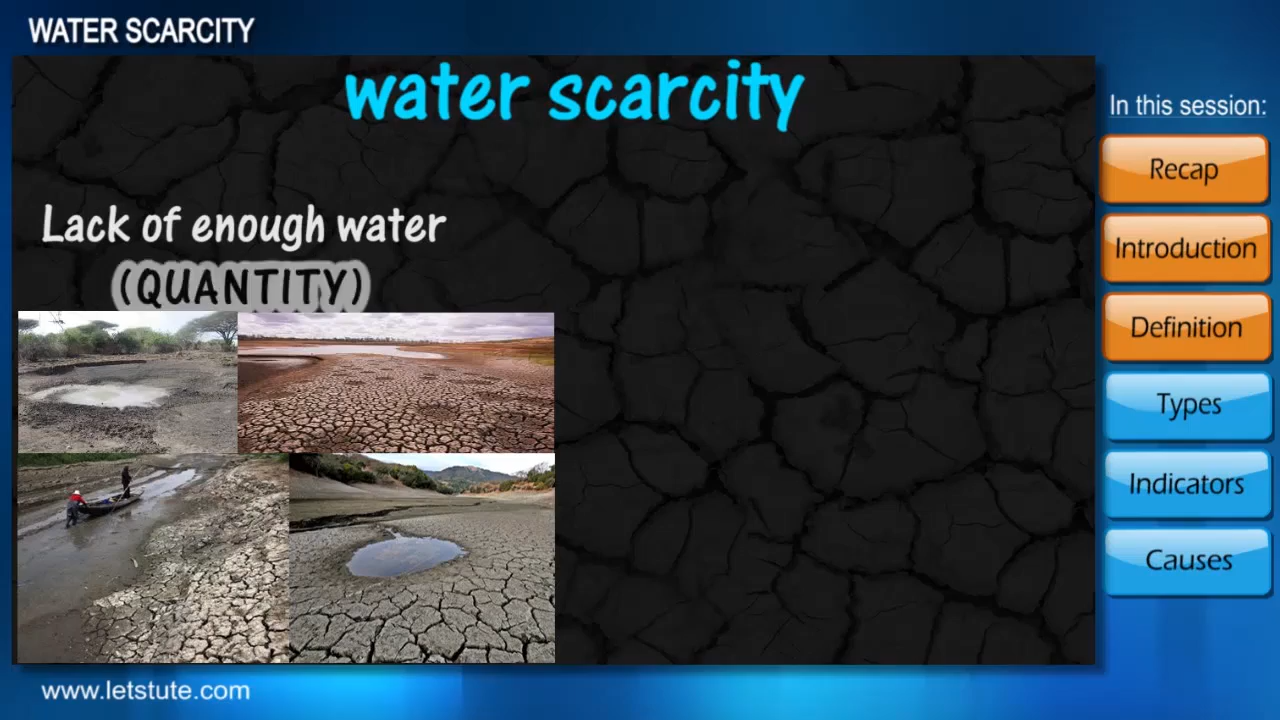 WATER SCARCITY
water scarcity
Lack of enough water
(QUANTITY)
In this session:
Recap
Introduction
Definition
Types
Indicators
Causes
www.letstute.com